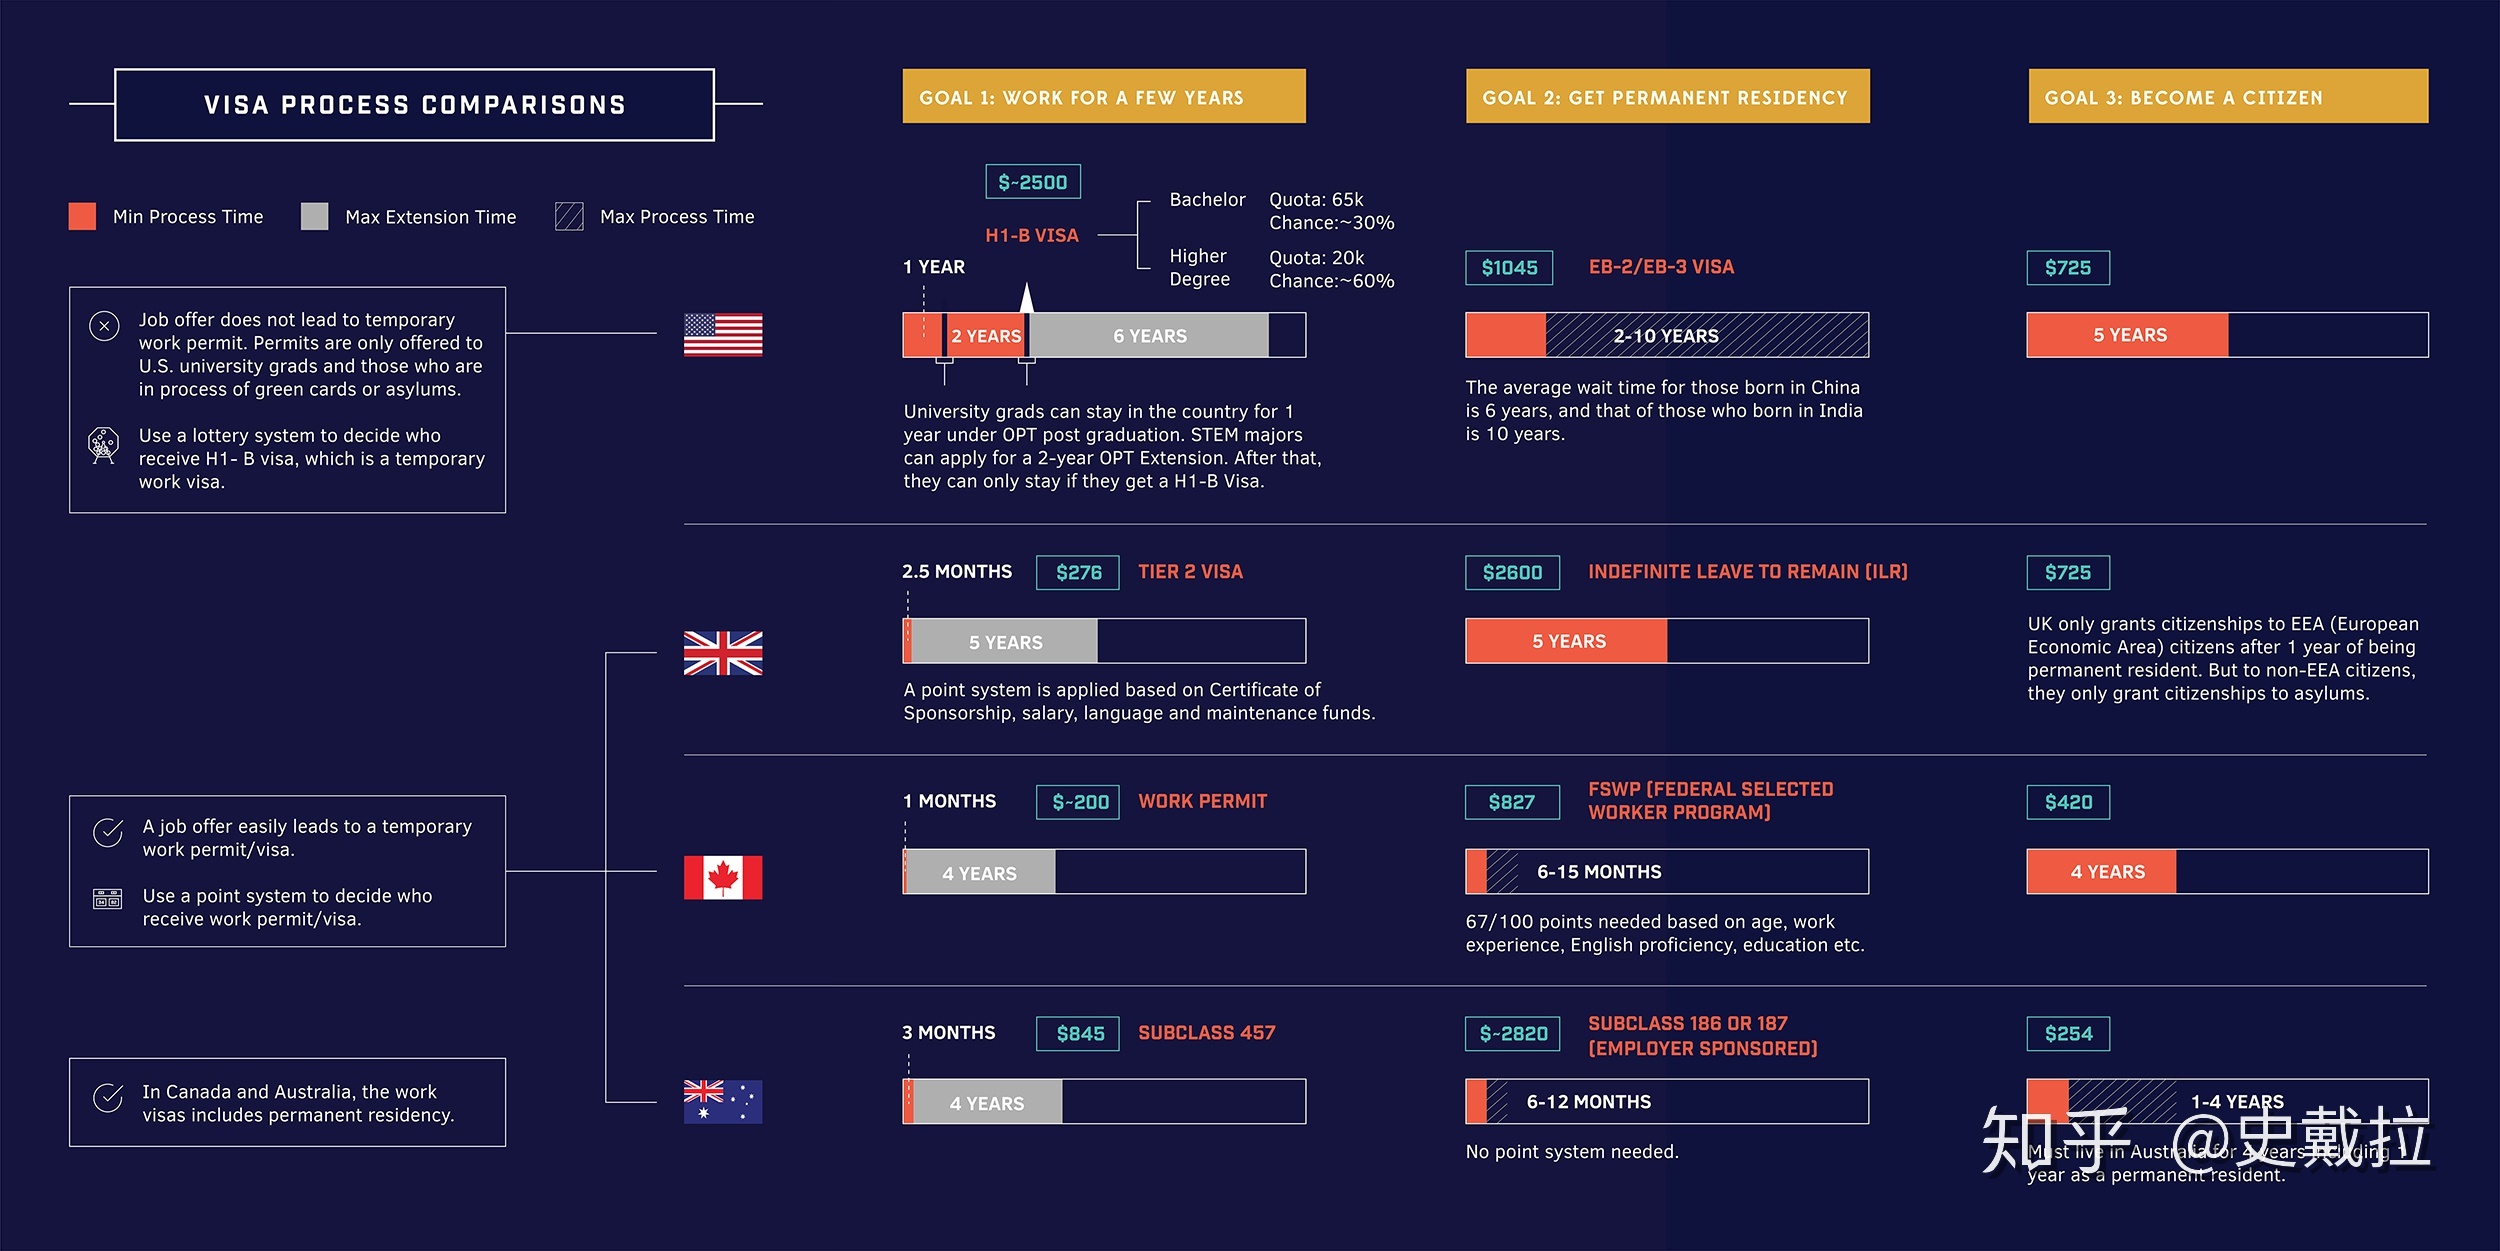 VISA PROCESS COMPARISONS
Min Process Time
Max Extension Time
Max Process Time
Job offer does not lead to temporary
work permit. Permits are only offered to
U.S. university grads and those who are
in process of green cards or asylums.
Use a lottery system to decide who
receive H1- B visa, which is a temporary
work visa.
A job offer easily leads to a temporary
work permit/visa.
Use a point system to decide who
receive work permit/visa.
In Canada and Australia, the work
visas includes permanent residency.
GOAL 1: WORK FOR A FEW YEARS
GOAL 2: GET PERMANENT RESIDENCY
GOAL 3: BECOME A CITIZEN
$~2500
H1-B VISA
Bachelor
Quota: 65k
Chance:~30%
Higher
Degree
Quota: 20k
Chance:~60%
1 YEAR
2 YEARS
6 YEARS
University grads can stay in the country for 1
year under OPT post graduation. STEM majors
can apply for a 2-year OPT Extension. After that,
they can only stay if they get a H1-B Visa.
$1045
EB-2/EB-3 VISA
2-10 YEARS
The average wait time for those born in China
is 6 years, and that of those who born in India
is 10 years.
$725
5 YEARS
2.5 MONTHS
$276
TIER 2 VISA
5 YEARS
A point system is applied based on Certificate of
Sponsorship, salary, language and maintenance funds.
$2600
INDEFINITE LEAVE TO REMAIN (ILR)
5 YEARS
$725
UK only grants citizenships to EEA (European
Economic Area) citizens after 1 year of being
permanent resident. But to non-EEA citizens,
they only grant citizenships to asylums.
1 MONTHS
$~200
WORK PERMIT
4 YEARS
$827
FSWP (FEDERAL SELECTED
WORKER PROGRAM)
6-15 MONTHS
67/100 points needed based on age, work
experience, English proficiency, education etc.
$420
4 YEARS
3 MONTHS
$845
SUBCLASS 457
4 YEARS
$~2820
SUBCLASS 186 OR 187
(EMPLOYER SPONSORED)
6-12 MONTHS
No point system needed.
$254
1-4 YEARS
Must live in Australia for 4 years including 1
year as a permanent resident.
知乎 @史戴拉